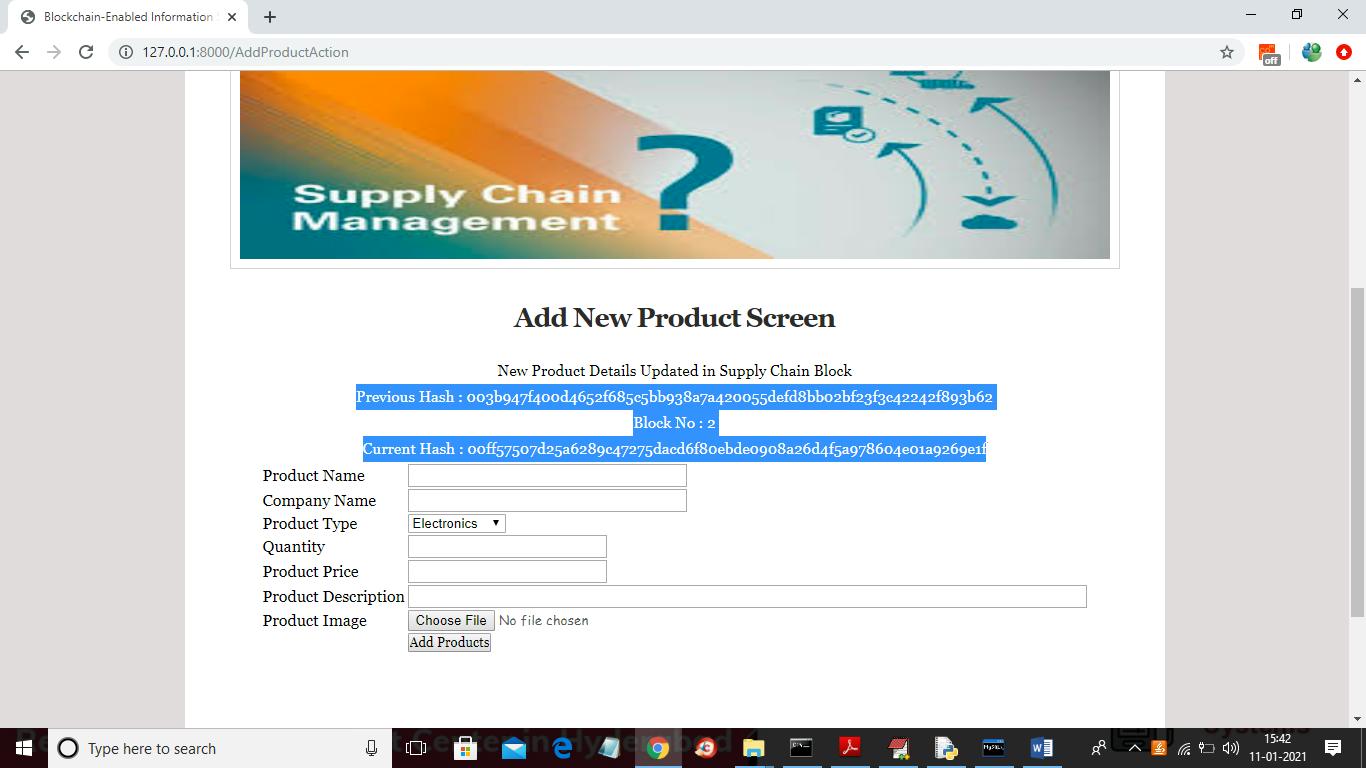 Blockchain-Enabled Information
127.0.0.1:8000/AddProductAction
off
Supply Chain
Management
?
Add New Product Screen
New Product Details Updated in Supply Chain Block
Previous Hash : 003b947f400d4652f685c5bb938a7a420055defd8bb02bf23f3c42242f893b62
Block No : 2
Current Hash : 00ff57507d25a6289c47275dacd6f80ebde0908a26d4f5a978604e01a9269e1f
Product Name
Company Name
Product Type Electronics
Quantity
Product Price
Product Description
Product Image Choose File No file chosen
Add Products
Type here to search
15:42
11-01-2021